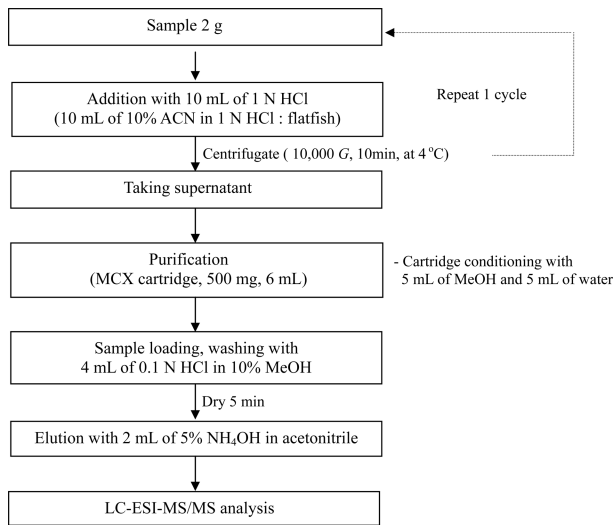 Sample 2 g
Addition with 10 mL of 1 N HCl
(10 mL of 10% ACN in 1 N HCl : flatfish)
Repeat 1 cycle
Centrifugate ( 10,000 G, 10min, at 4 °C)
Taking supernatant
Purification
(MCX cartridge, 500 mg, 6 mL)
- Cartridge conditioning with
5 mL of MeOH and 5 mL of water
Sample loading, washing with
4 mL of 0.1 N HCl in 10% MeOH
Dry 5 min
Elution with 2 mL of 5% NH₄OH in acetonitrile
LC-ESI-MS/MS analysis